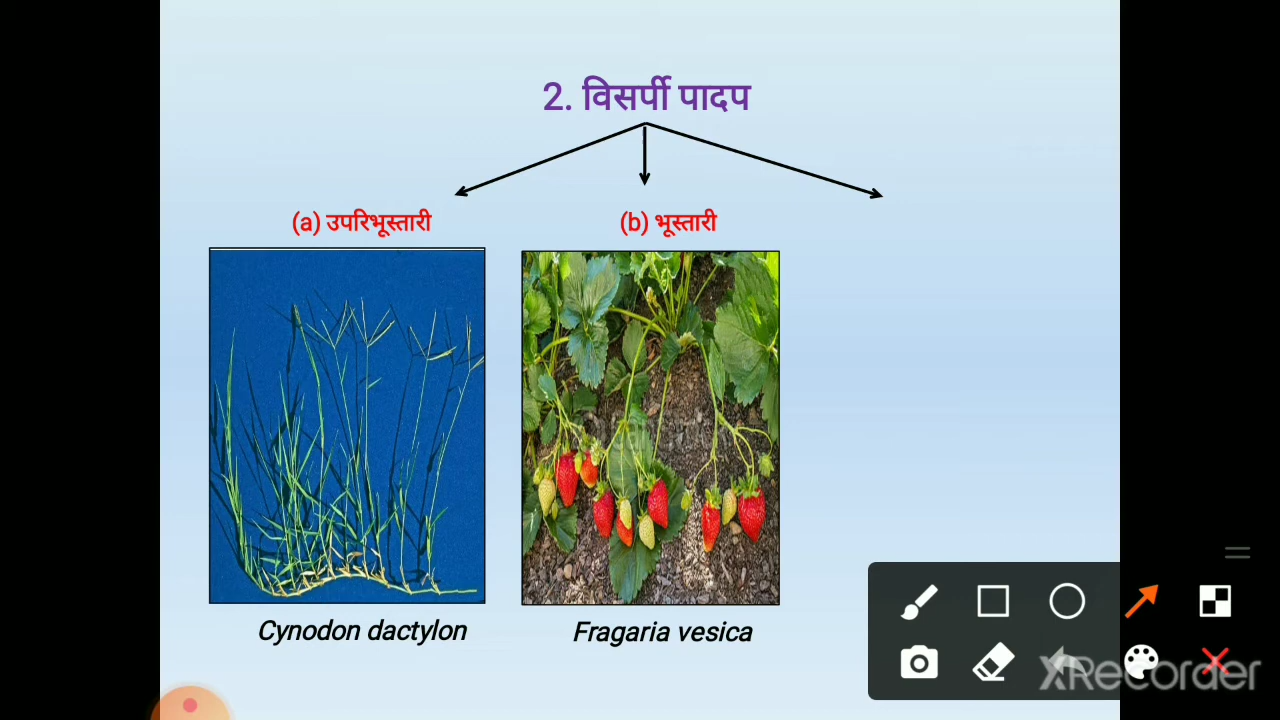 2. विसर्पी पादप
(a) उपरिभूस्तारी
(b) भूस्तारी
Cynodon dactylon
Fragaria vesica
XRecorder